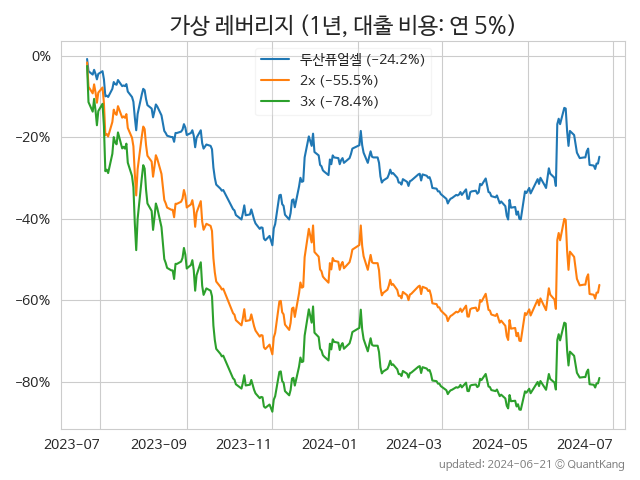 가상 레버리지 (1년, 대출 비용: 연 5%)
두산퓨얼셀 (−24.2%)
2x (−55.5%)
3x (−78.4%)
0%
−20%
−40%
−60%
−80%
2023−07 2023−09 2023−11 2024−01 2024−03 2024−05 2024−07
updated: 2024−06−21 © QuantKang